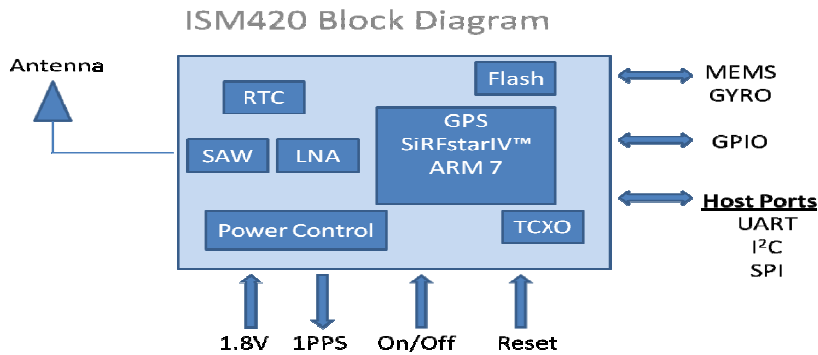 ISM420 Block Diagram
Antenna
RTC
Flash
MEMS
GYRO
GPS
SiRFstarIV™
ARM 7
GPIO
SAW
LNA
Host Ports
UART
I²C
SPI
Power Control
TCXO
1.8V
1PPS
On/Off
Reset